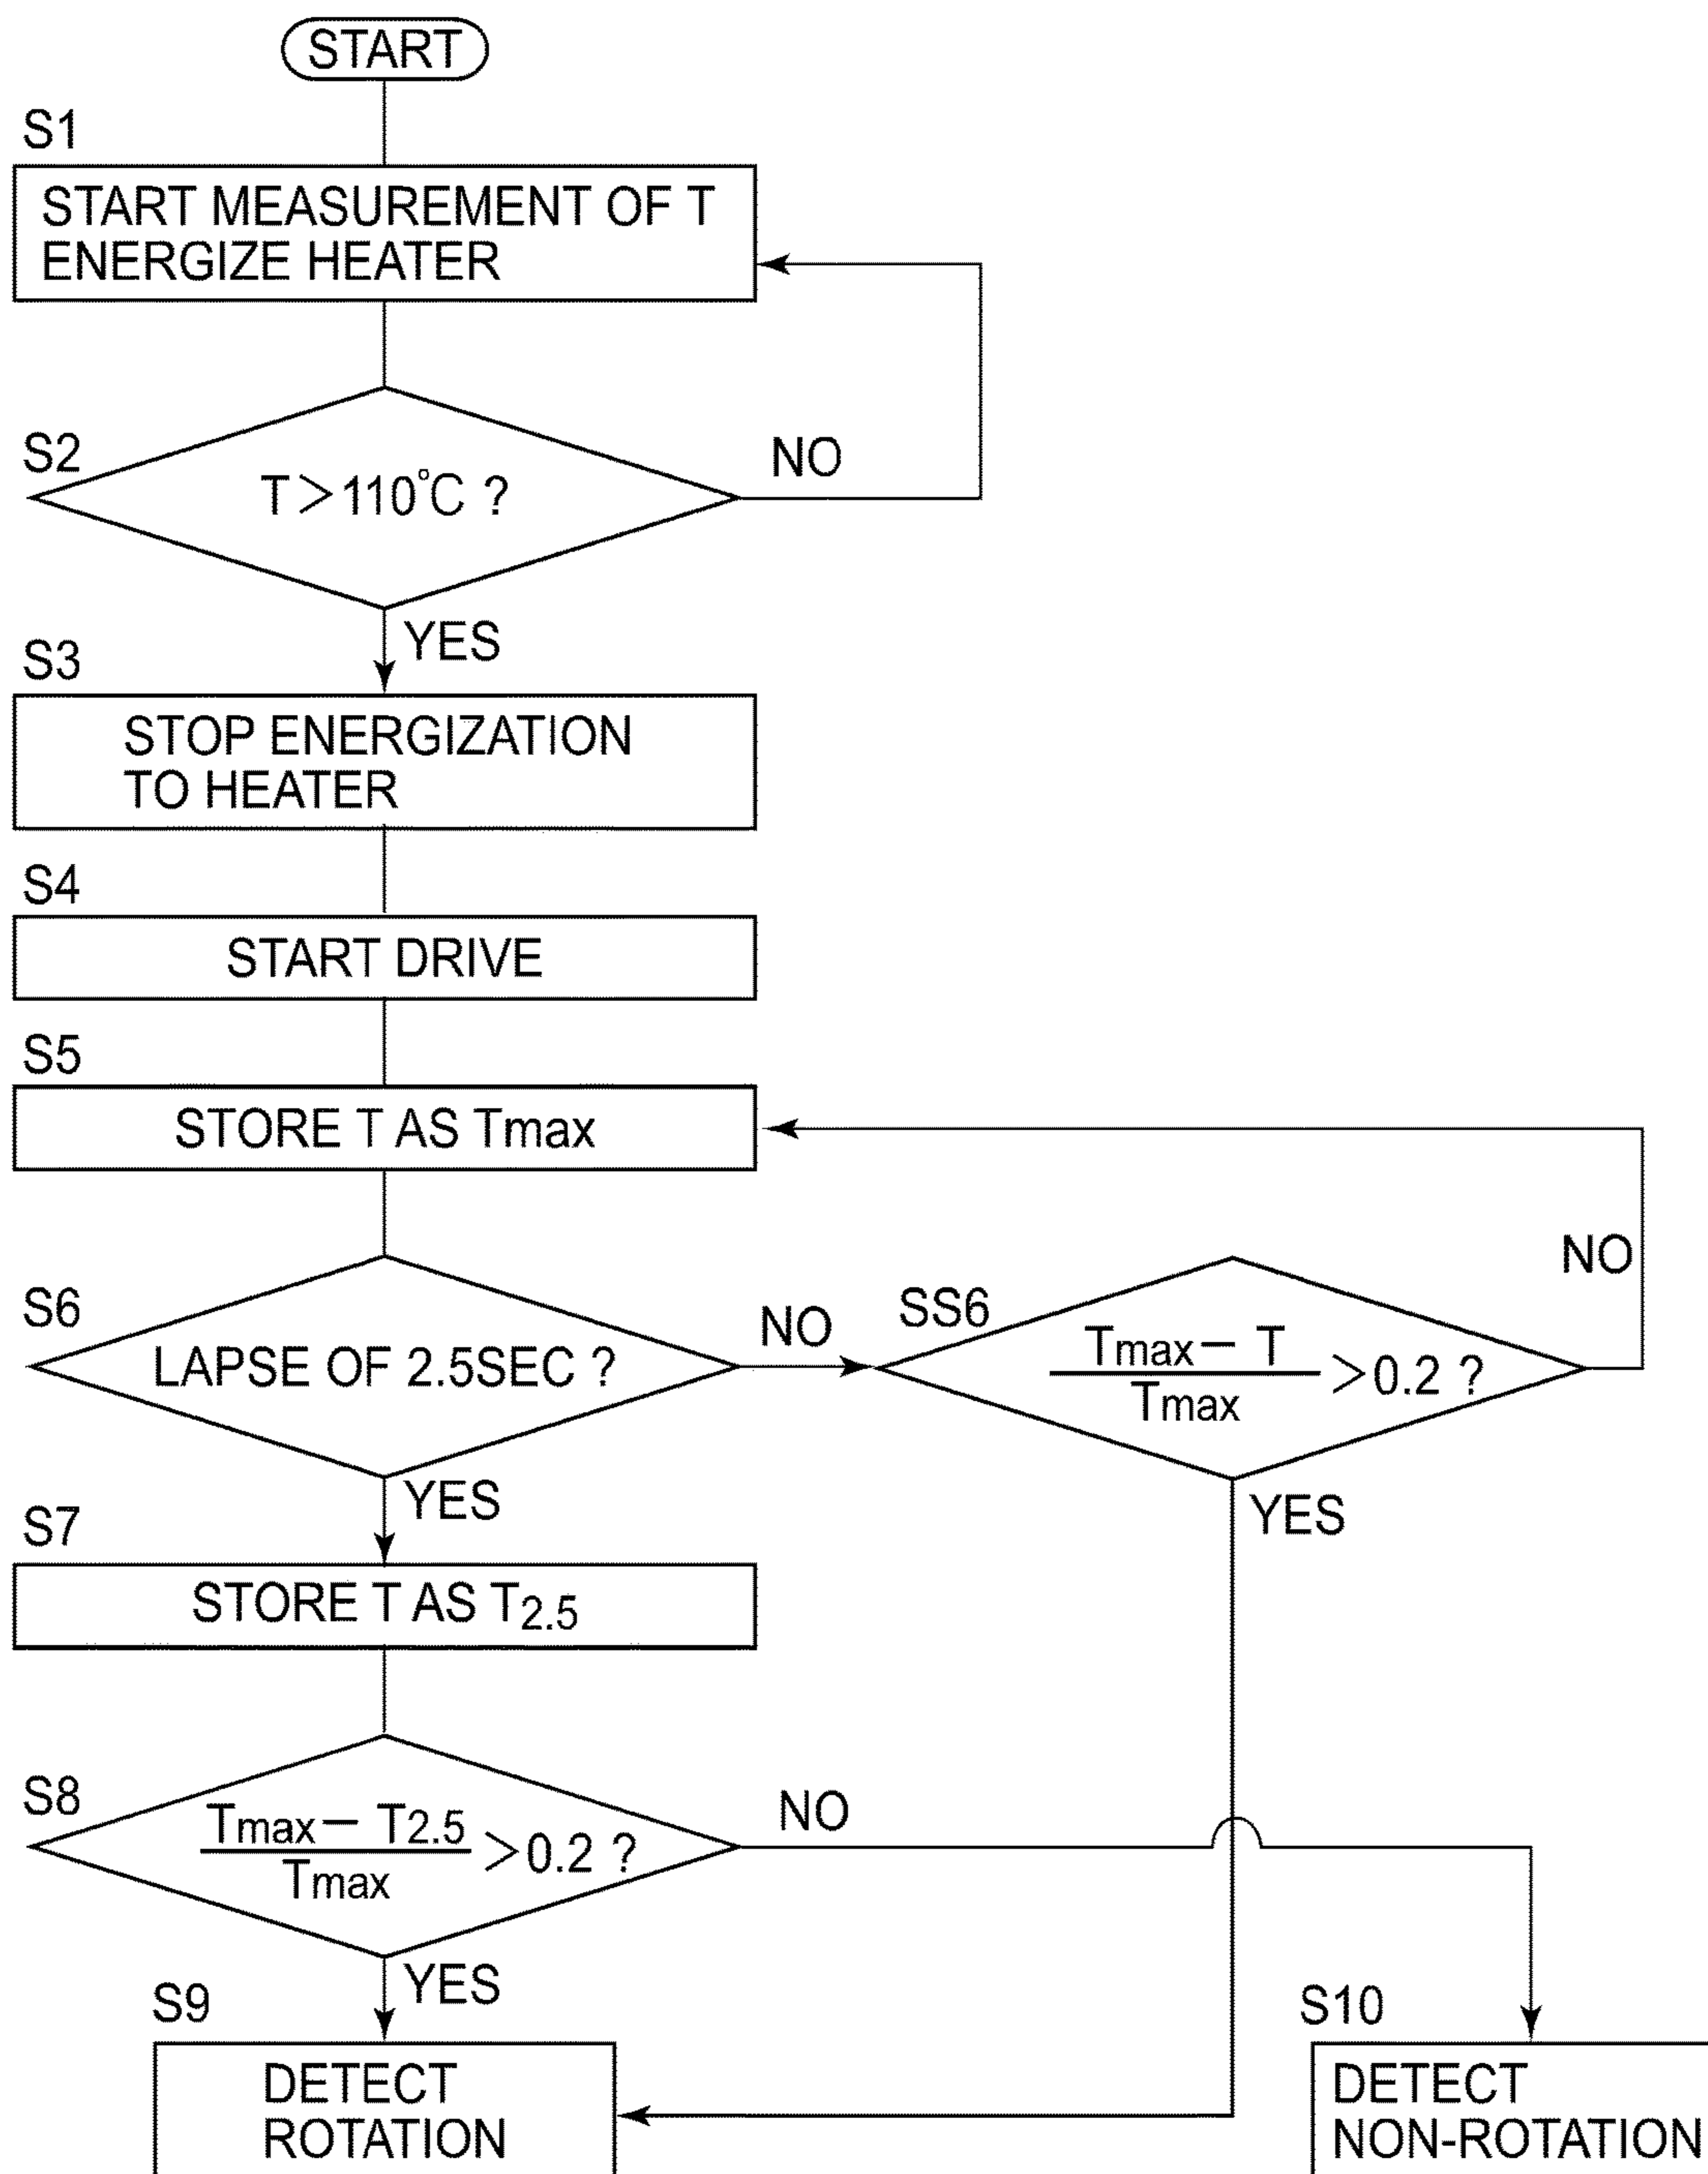 START
S1
START MEASUREMENT OF T
ENERGIZE HEATER
S2
T>110°C ?
NO
YES
S3
STOP ENERGIZATION
TO HEATER
S4
START DRIVE
S5
STORE T AS Tmax
S6
LAPSE OF 2.5SEC ?
NO
SS6
Tmax− T
Tmax
>0.2 ?
NO
YES
YES
S7
STORE T AS T2.5
S8
Tmax− T2.5
Tmax
>0.2 ?
NO
YES
S9
DETECT
ROTATION
S10
DETECT
NON-ROTATION